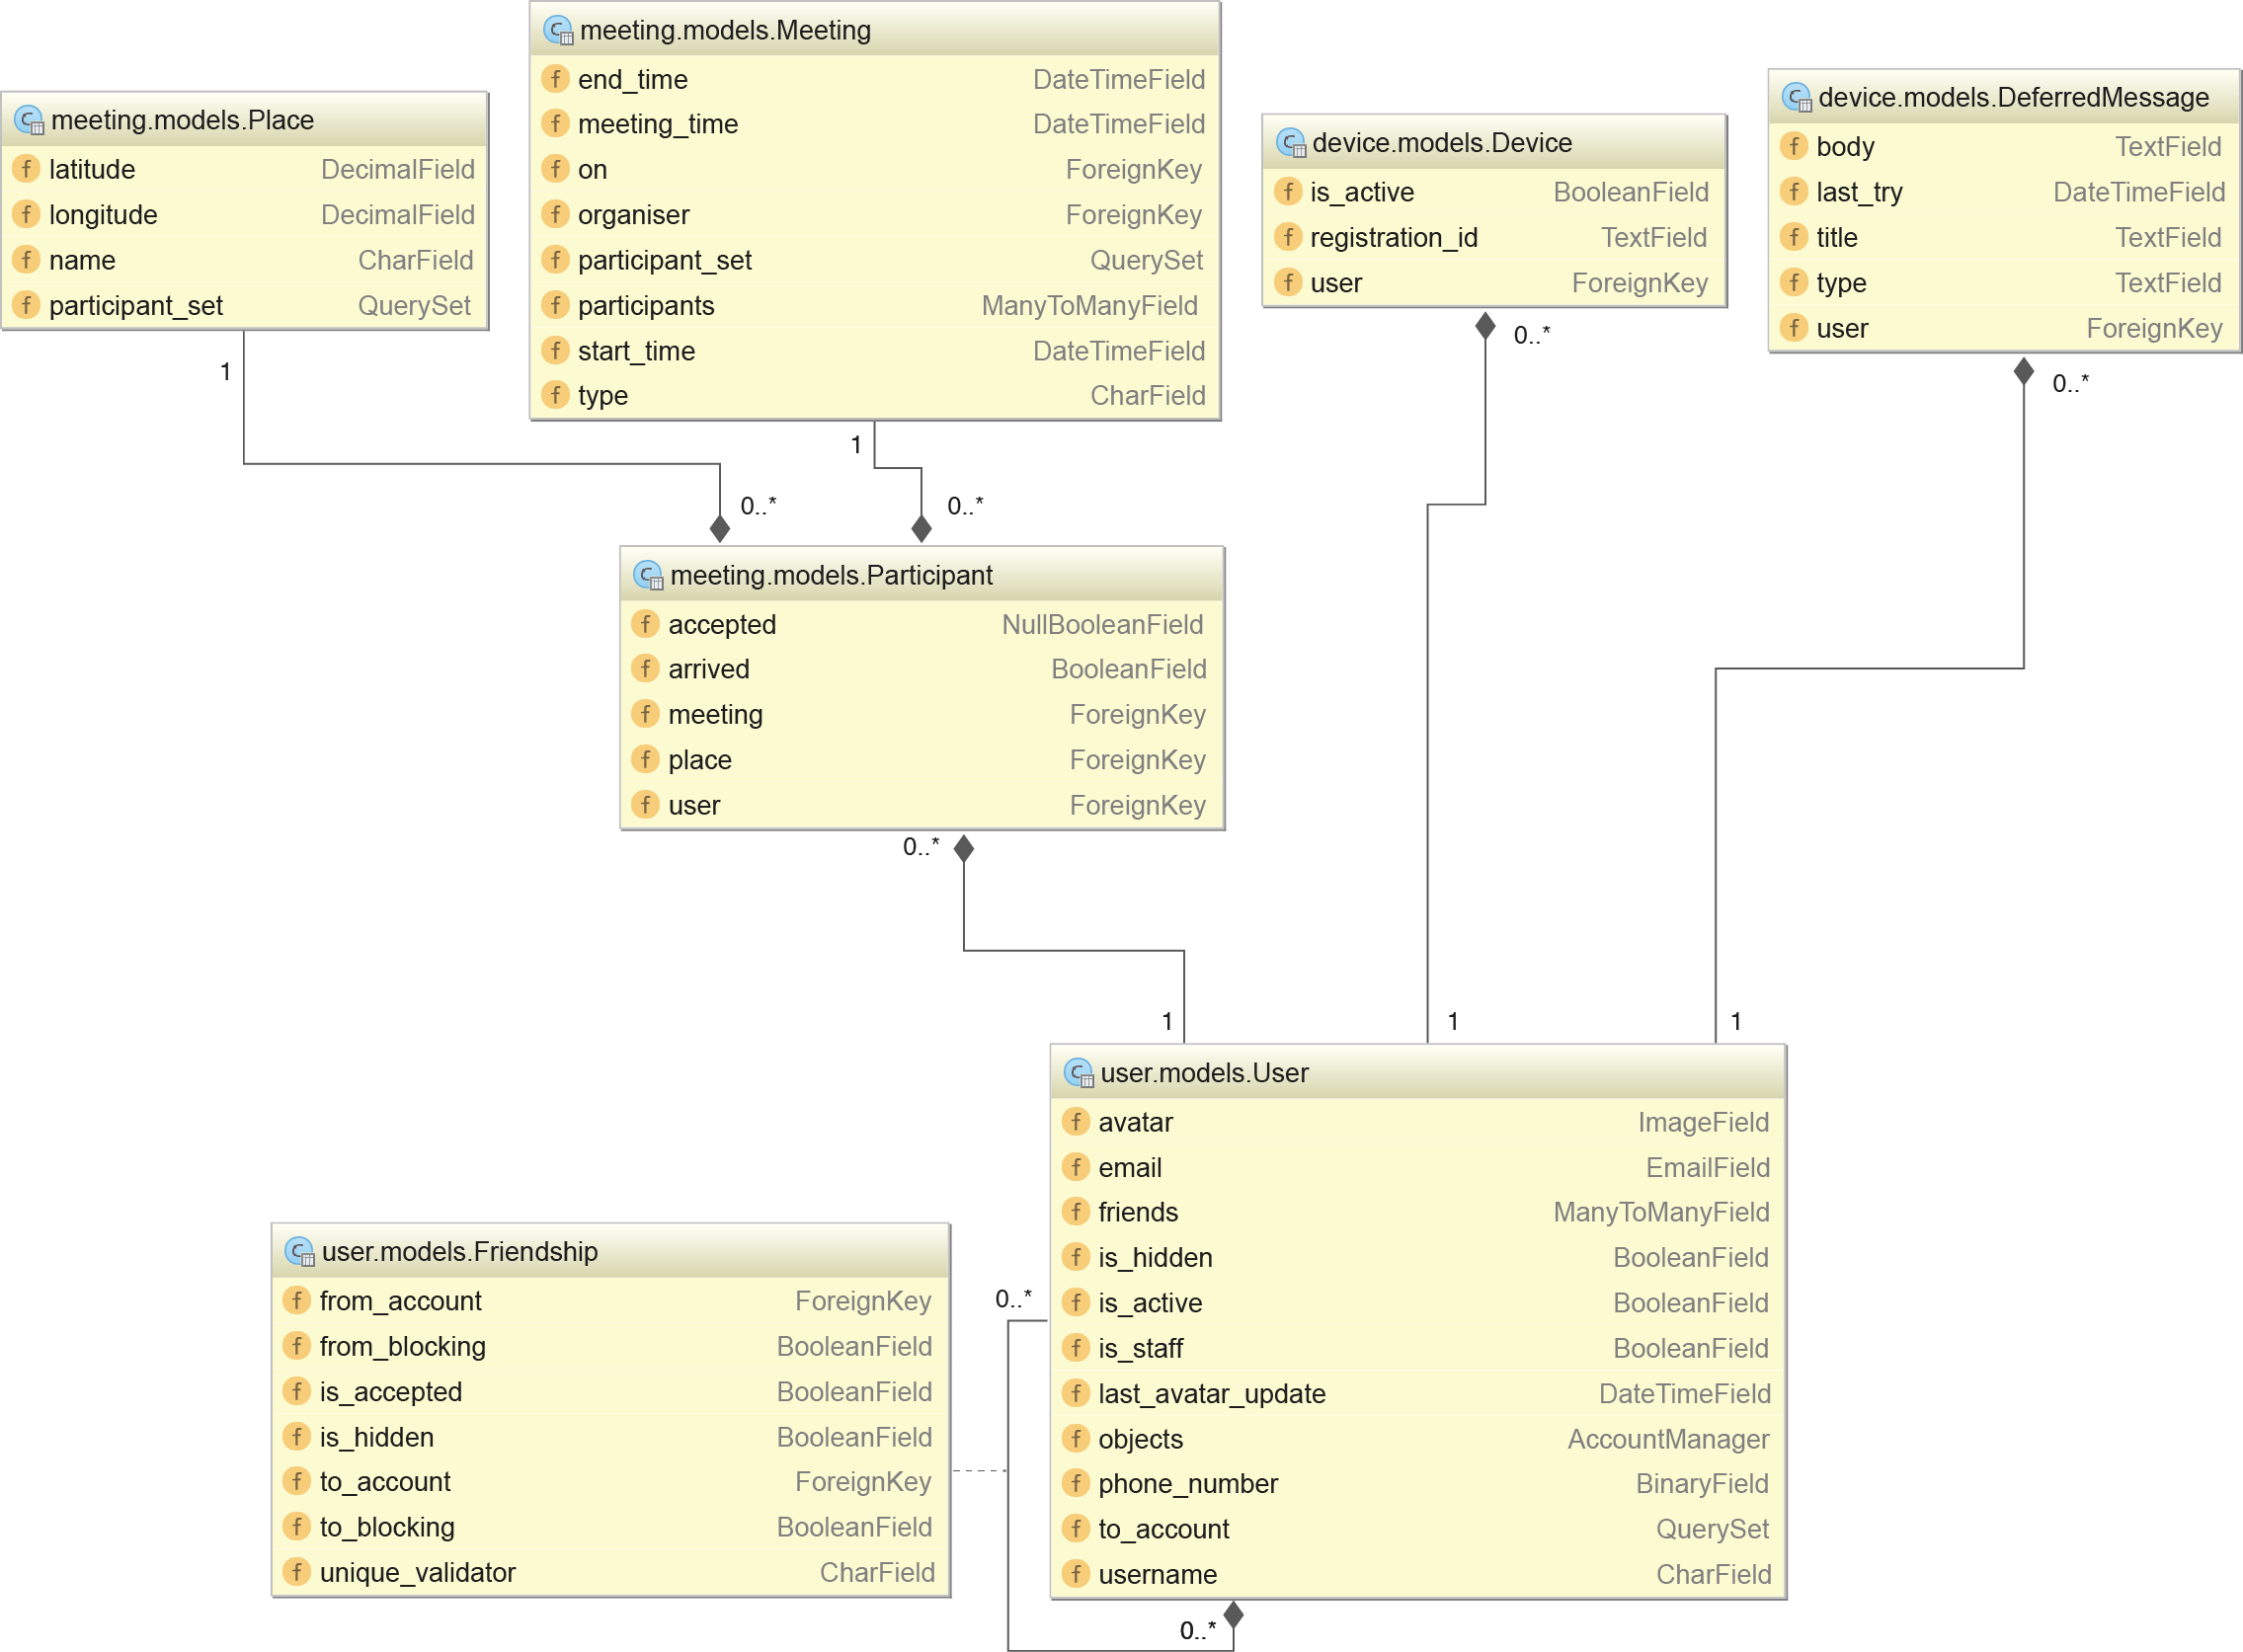 meeting.models.Meeting
end_time DateTimeField
meeting_time DateTimeField
on ForeignKey
organiser ForeignKey
participant_set QuerySet
participants ManyToManyField
start_time DateTimeField
type CharField
meeting.models.Place
latitude DecimalField
longitude DecimalField
name CharField
participant_set QuerySet
device.models.Device
is_active BooleanField
registration_id TextField
user ForeignKey
device.models.DeferredMessage
body TextField
last_try DateTimeField
title TextField
type TextField
user ForeignKey
1
1
0..*
0..*
0..*
0..*
meeting.models.Participant
accepted NullBooleanField
arrived BooleanField
meeting ForeignKey
place ForeignKey
user ForeignKey
0..*
1
1
1
user.models.User
avatar ImageField
email EmailField
friends ManyToManyField
is_hidden BooleanField
is_active BooleanField
is_staff BooleanField
last_avatar_update DateTimeField
objects AccountManager
phone_number BinaryField
to_account QuerySet
username CharField
user.models.Friendship
from_account ForeignKey
from_blocking BooleanField
is_accepted BooleanField
is_hidden BooleanField
to_account ForeignKey
to_blocking BooleanField
unique_validator CharField
0..*
0..*